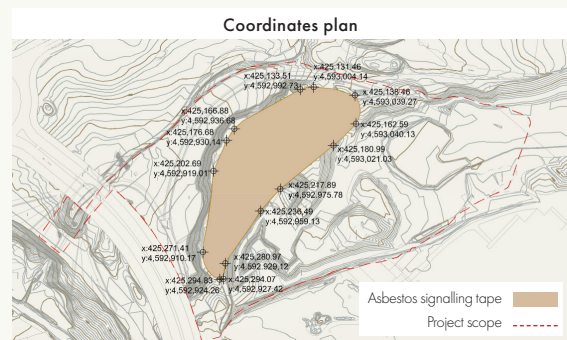 Coordinates plan
x:425,133.51
y:4,592,992.73
x:425,131.46
y:4,593,004.14
x:425,138.46
y:4,593,039.27
x:425,166.88
y:4,592,936.68
x:425,176.68
y:4,592,930.14
x:425,162.59
y:4,593,040.13
x:425,180.99
y:4,593,021.03
x:425,202.69
y:4,592,919.01
x:425,217.89
y:4,592,975.78
x:425,236.49
y:4,592,959.13
x:425,271.41
y:4,592,910.17
x:425,280.97
y:4,592,929.12
x:425,294.83
y:4,592,924.26
x:425,294.07
y:4,592,927.42
Asbestos signalling tape
Project scope